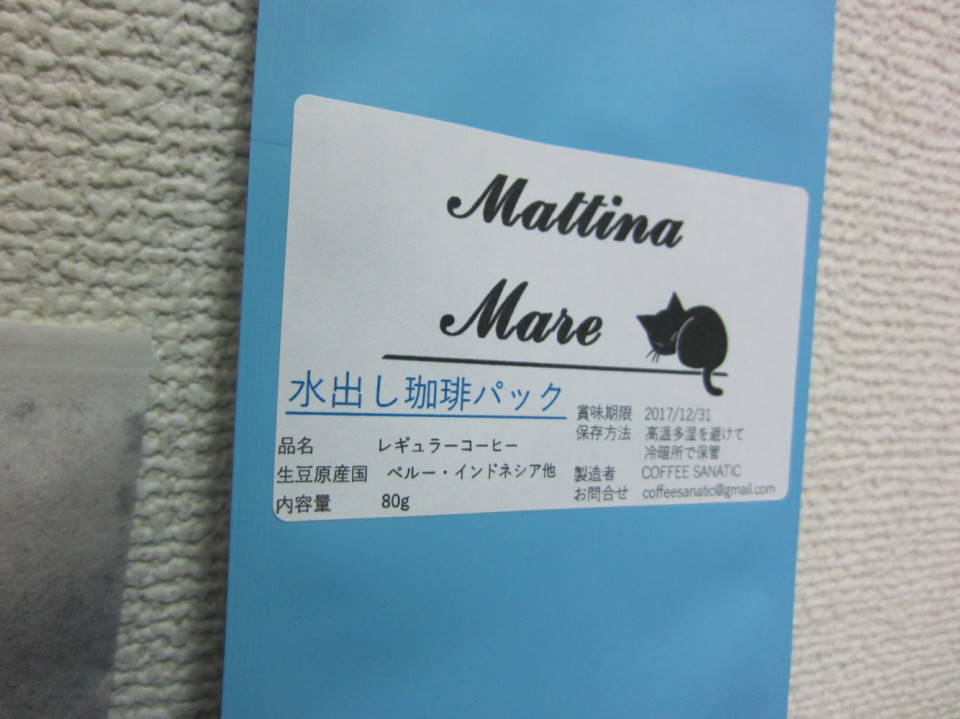 Mattina
Mare
水出し珈琲パック
品名 レギュラーコーヒー
生豆原産国 ペルー・インドネシア他
内容量 80g
賞味期限 2017/12/31
保存方法 高温多湿を避けて
冷暗所で保管
製造者 COFFEE SANATIC
お問合せ coffeesanatic@gmail.com